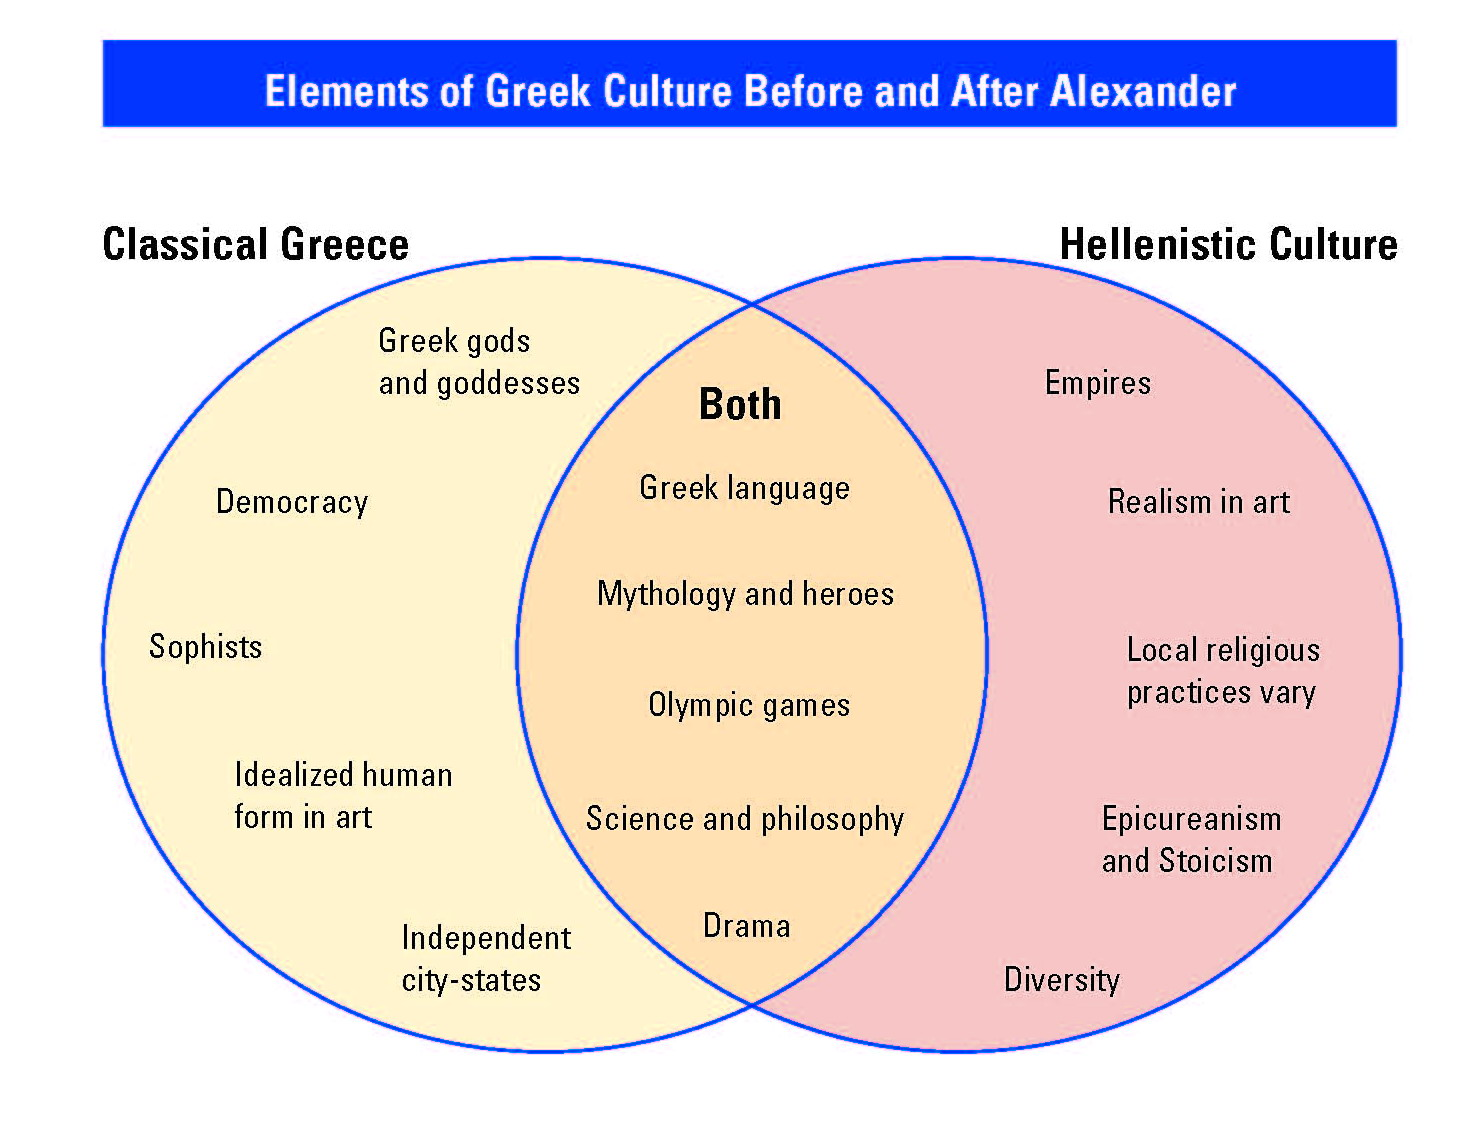 Elements of Greek Culture Before and After Alexander
Classical Greece
Hellenistic Culture
Greek gods
and goddesses
Democracy
Sophists
Idealized human
form in art
Independent
city-states
Both
Greek language
Mythology and heroes
Olympic games
Science and philosophy
Drama
Empires
Realism in art
Local religious
practices vary
Epicureanism
and Stoicism
Diversity